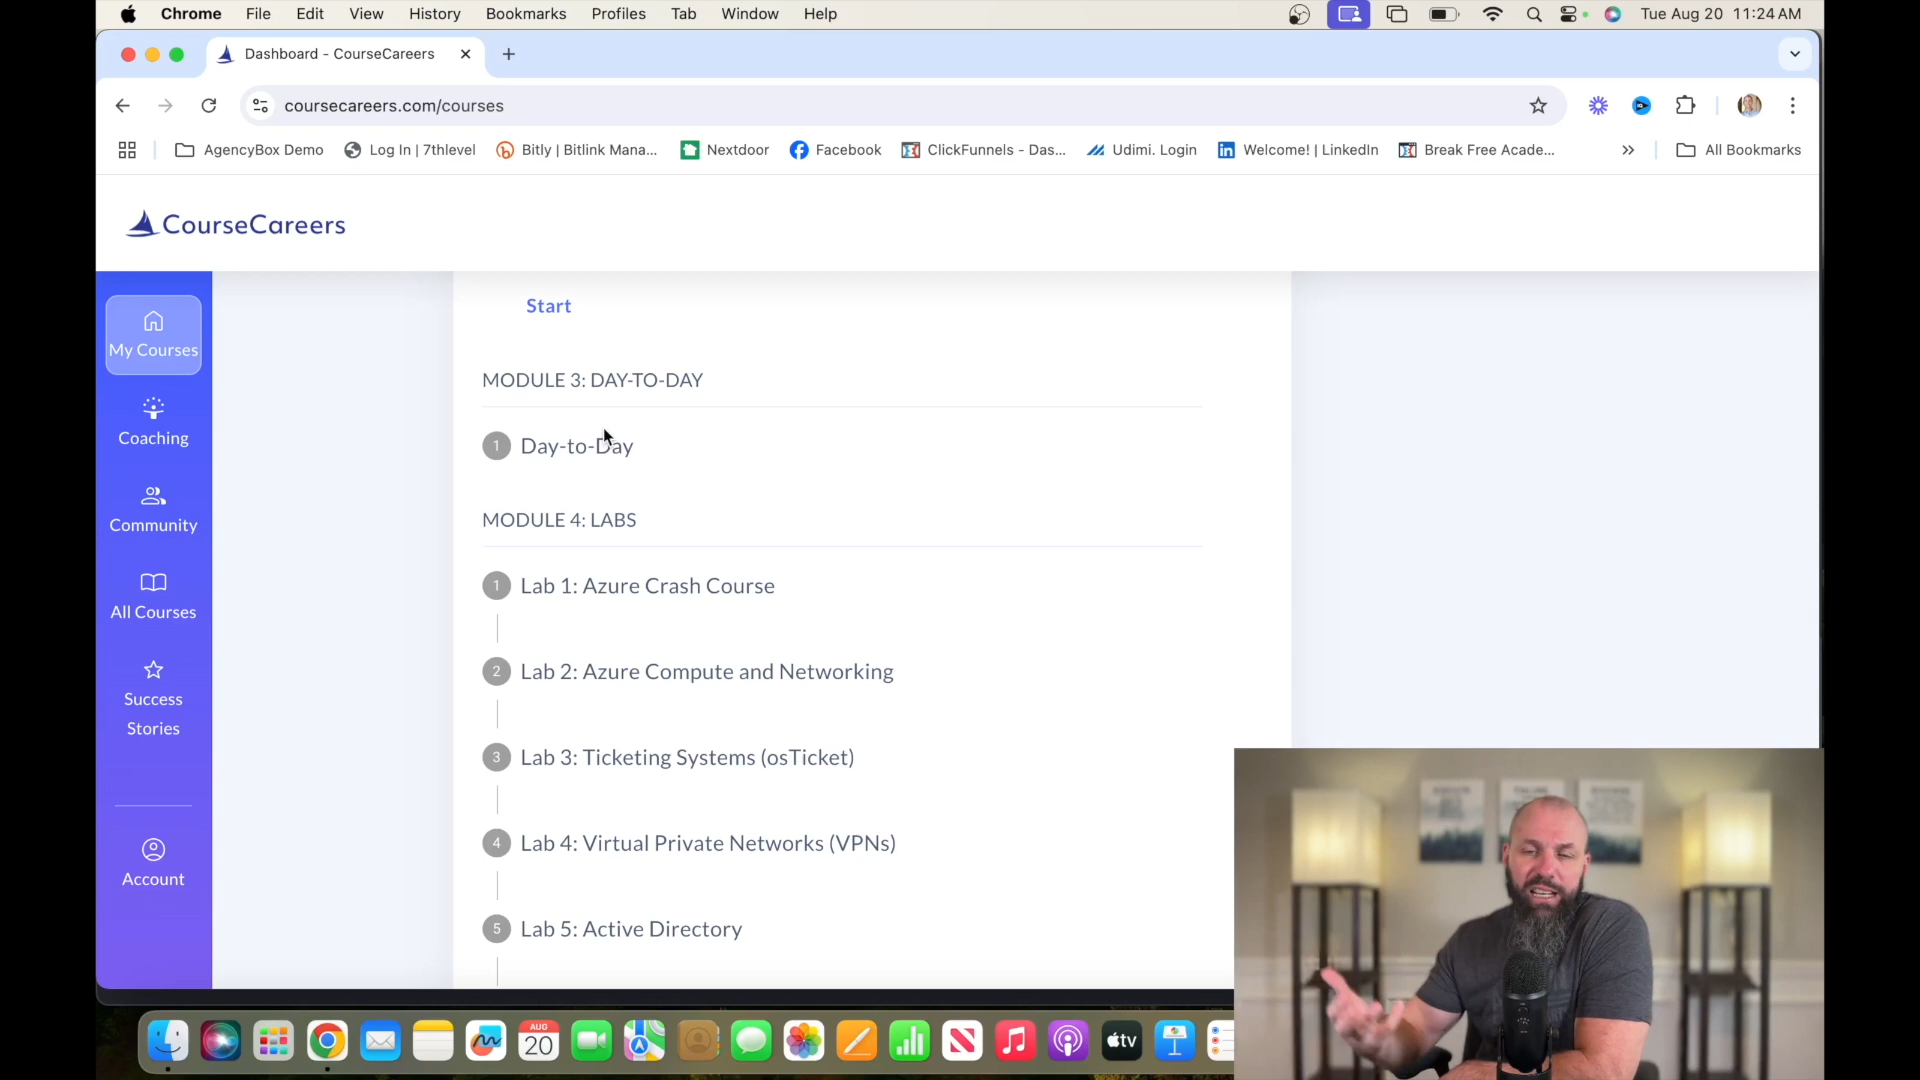 Chrome File Edit View History Bookmarks Profiles Tab Window Help Tue Aug 20 11:24 AM
Dashboard - CourseCareers
coursecareers.com/courses
AgencyBox Demo Log In | 7thlevel Bitly | Bitlink Mana... Nextdoor Facebook ClickFunnels - Das... Udimi. Login Welcome! | LinkedIn Break Free Acade... All Bookmarks
CourseCareers
My Courses
Coaching
Community
All Courses
Success
Stories
Account
Start
MODULE 3: DAY-TO-DAY
1 Day-to-Day
MODULE 4: LABS
1 Lab 1: Azure Crash Course
2 Lab 2: Azure Compute and Networking
3 Lab 3: Ticketing Systems (osTicket)
4 Lab 4: Virtual Private Networks (VPNs)
5 Lab 5: Active Directory
AUG
20
tv